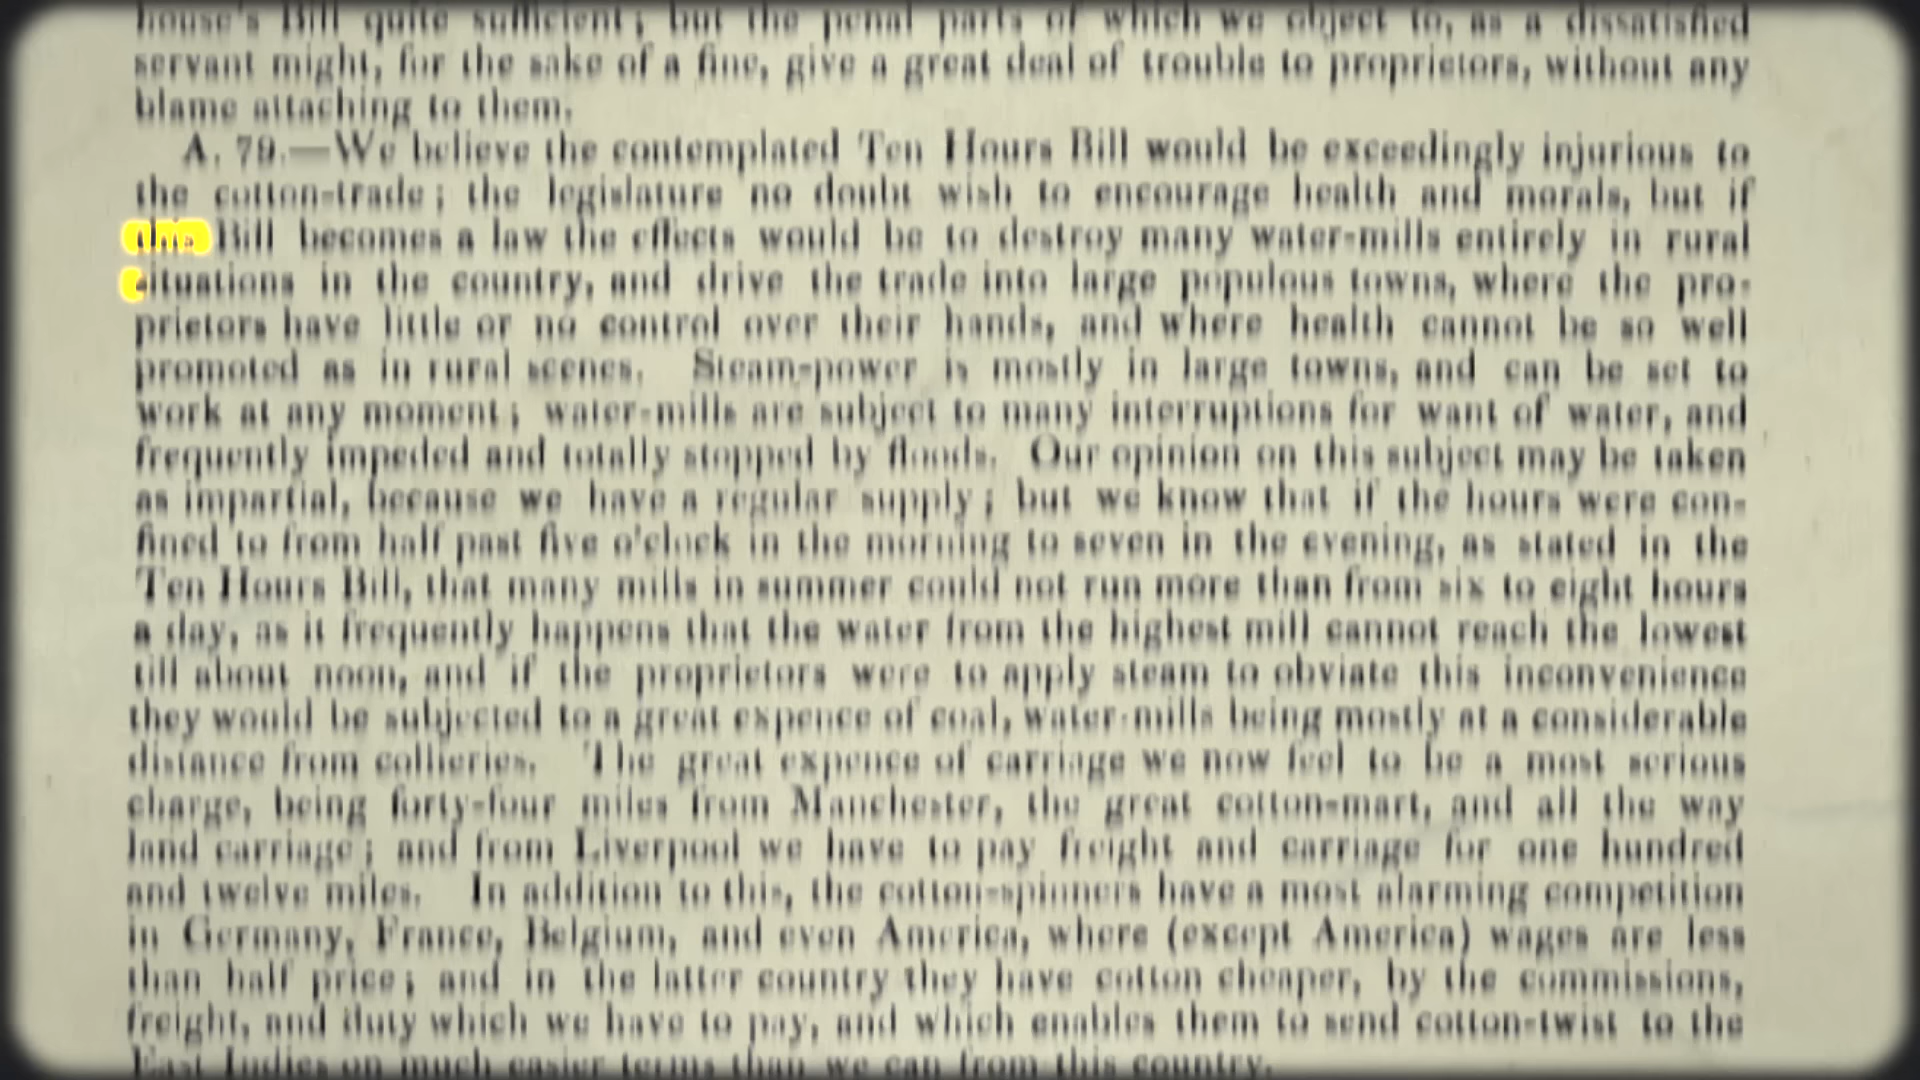 house's Bill quite sufficient; but the penal parts of which we object to, as a dissatisfied
servant might, for the sake of a fine, give a great deal of trouble to proprietors, without any
blame attaching to them.
A. 79.—We believe the contemplated Ten Hours Bill would be exceedingly injurious to
the cotton-trade; the legislature no doubt wish to encourage health and morals, but if
this Bill becomes a law the effects would be to destroy many water-mills entirely in rural
situations in the country, and drive the trade into large populous towns, where the pro-
prietors have little or no control over their hands, and where health cannot be so well
promoted as in rural scenes. Steam-power is mostly in large towns, and can be set to
work at any moment; water-mills are subject to many interruptions for want of water, and
frequently impeded and totally stopped by floods. Our opinion on this subject may be taken
as impartial, because we have a regular supply; but we know that if the hours were con-
fined to from half past five o'clock in the morning to seven in the evening, as stated in the
Ten Hours Bill, that many mills in summer could not run more than from six to eight hours
a day, as it frequently happens that the water from the highest mill cannot reach the lowest
till about noon, and if the proprietors were to apply steam to obviate this inconvenience
they would be subjected to a great expence of coal, water-mills being mostly at a considerable
distance from collieries. The great expence of carriage we now feel to be a most serious
charge, being forty-four miles from Manchester, the great cotton-mart, and all the way
land carriage; and from Liverpool we have to pay freight and carriage for one hundred
and twelve miles. In addition to this, the cotton-spinners have a most alarming competition
in Germany, France, Belgium, and even America, where (except America) wages are less
than half price; and in the latter country they have cotton cheaper, by the commissions,
freight, and duty which we have to pay, and which enables them to send cotton-twist to the
East Indies on much easier terms than we can from this country.